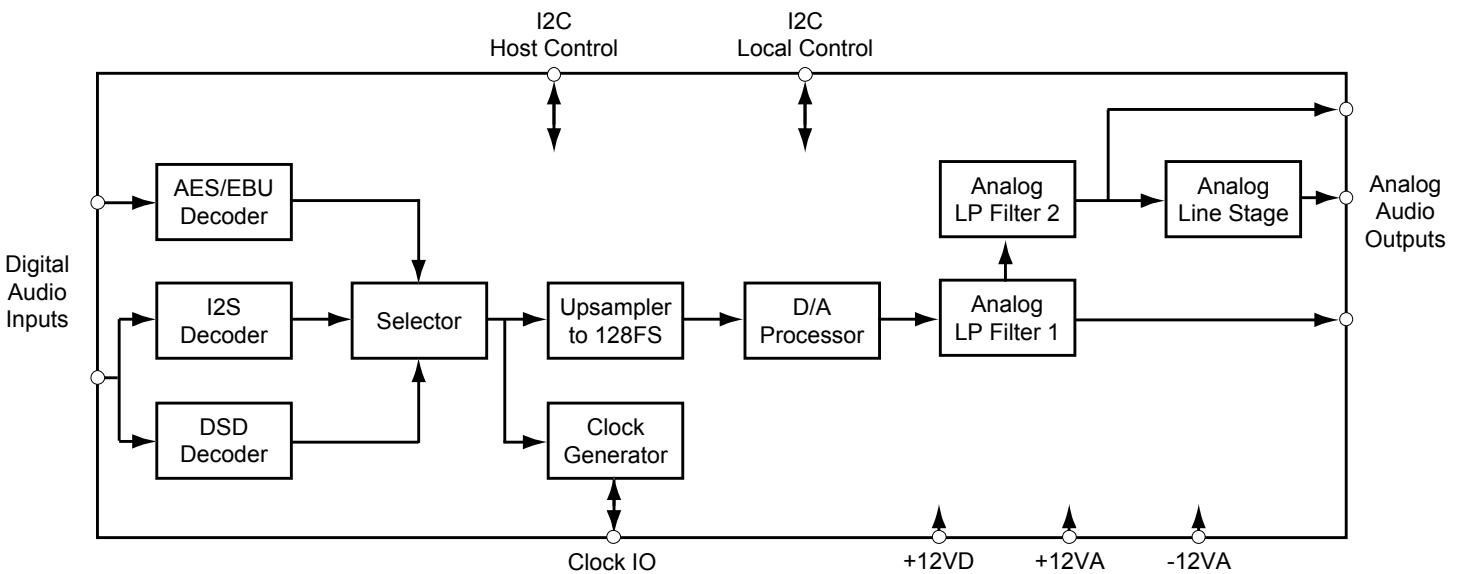 I2C
Host Control
I2C
Local Control
AES/EBU
Decoder
Analog
LP Filter 2
Analog
Line Stage
Analog
Audio
Outputs
Digital
Audio
Inputs
I2S
Decoder
Selector
Upsampler
to 128FS
D/A
Processor
Analog
LP Filter 1
DSD
Decoder
Clock
Generator
Clock IO
+12VD
+12VA
-12VA